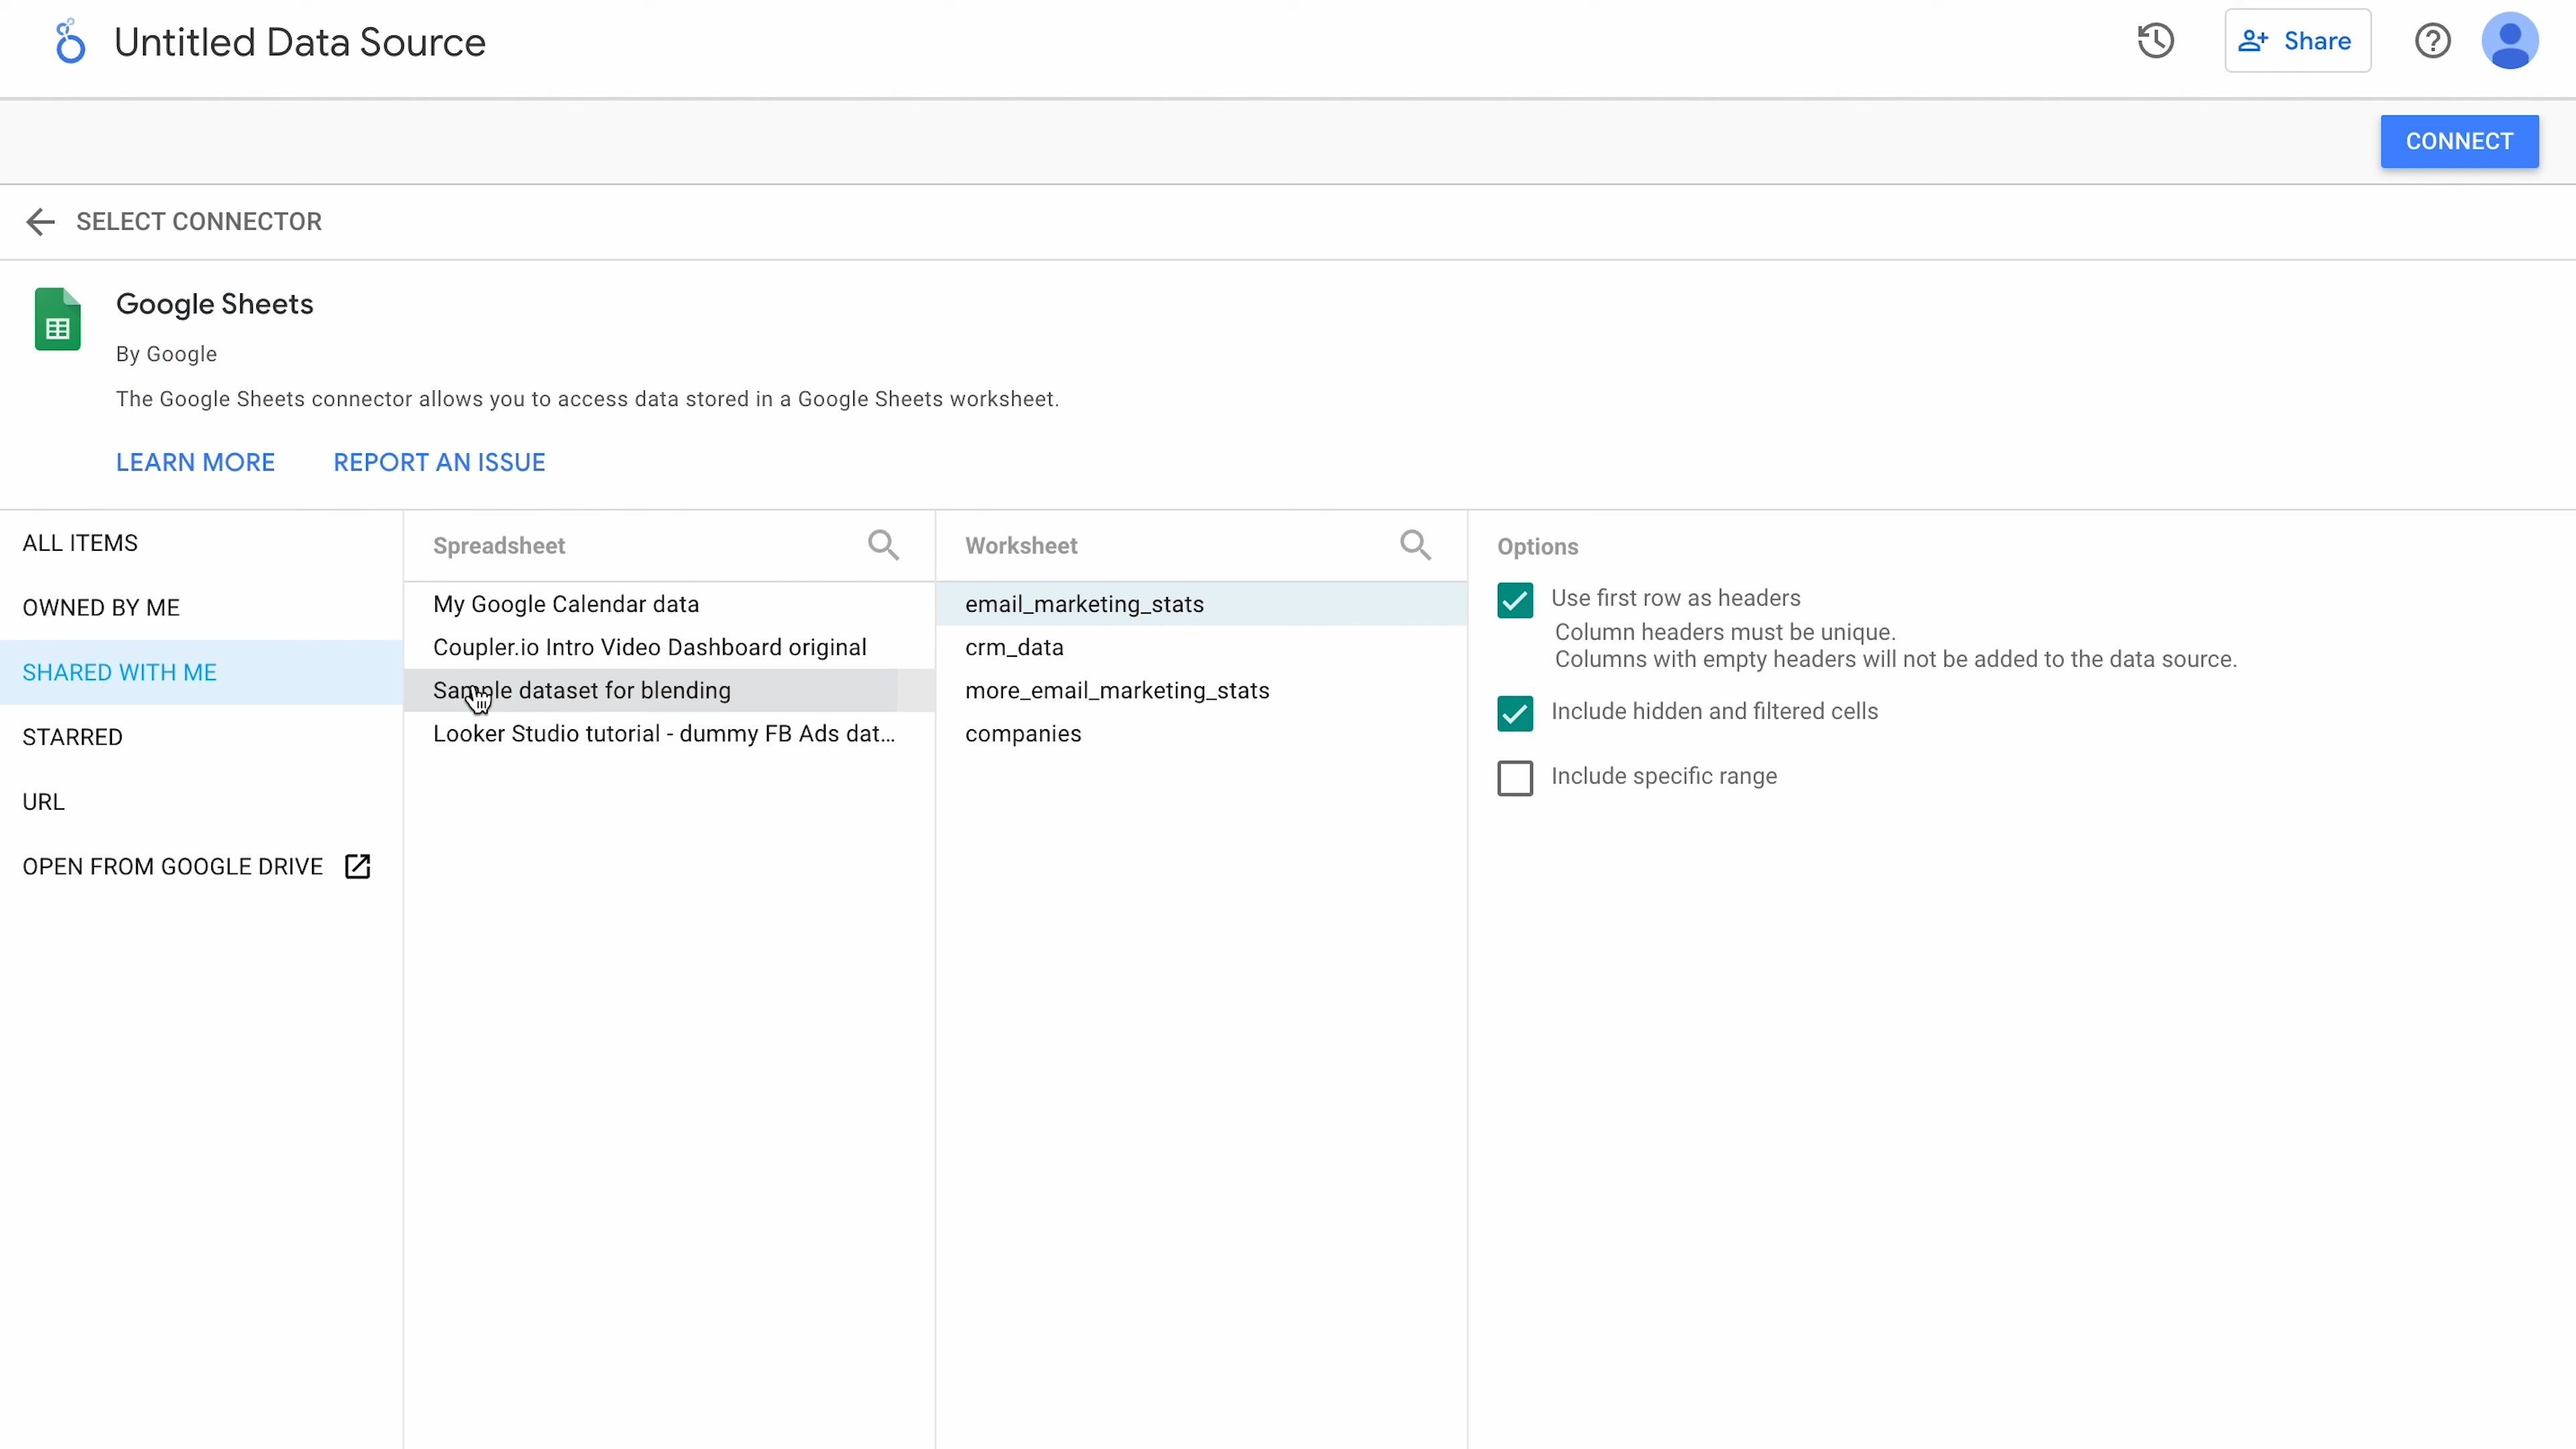 Untitled Data Source
Share
CONNECT
SELECT CONNECTOR
Google Sheets
By Google
The Google Sheets connector allows you to access data stored in a Google Sheets worksheet.
LEARN MORE
REPORT AN ISSUE
ALL ITEMS
OWNED BY ME
SHARED WITH ME
STARRED
URL
OPEN FROM GOOGLE DRIVE
Spreadsheet
My Google Calendar data
Coupler.io Intro Video Dashboard original
Sample dataset for blending
Looker Studio tutorial - dummy FB Ads dat...
Worksheet
email_marketing_stats
crm_data
more_email_marketing_stats
companies
Options
Use first row as headers
Column headers must be unique.
Columns with empty headers will not be added to the data source.
Include hidden and filtered cells
Include specific range